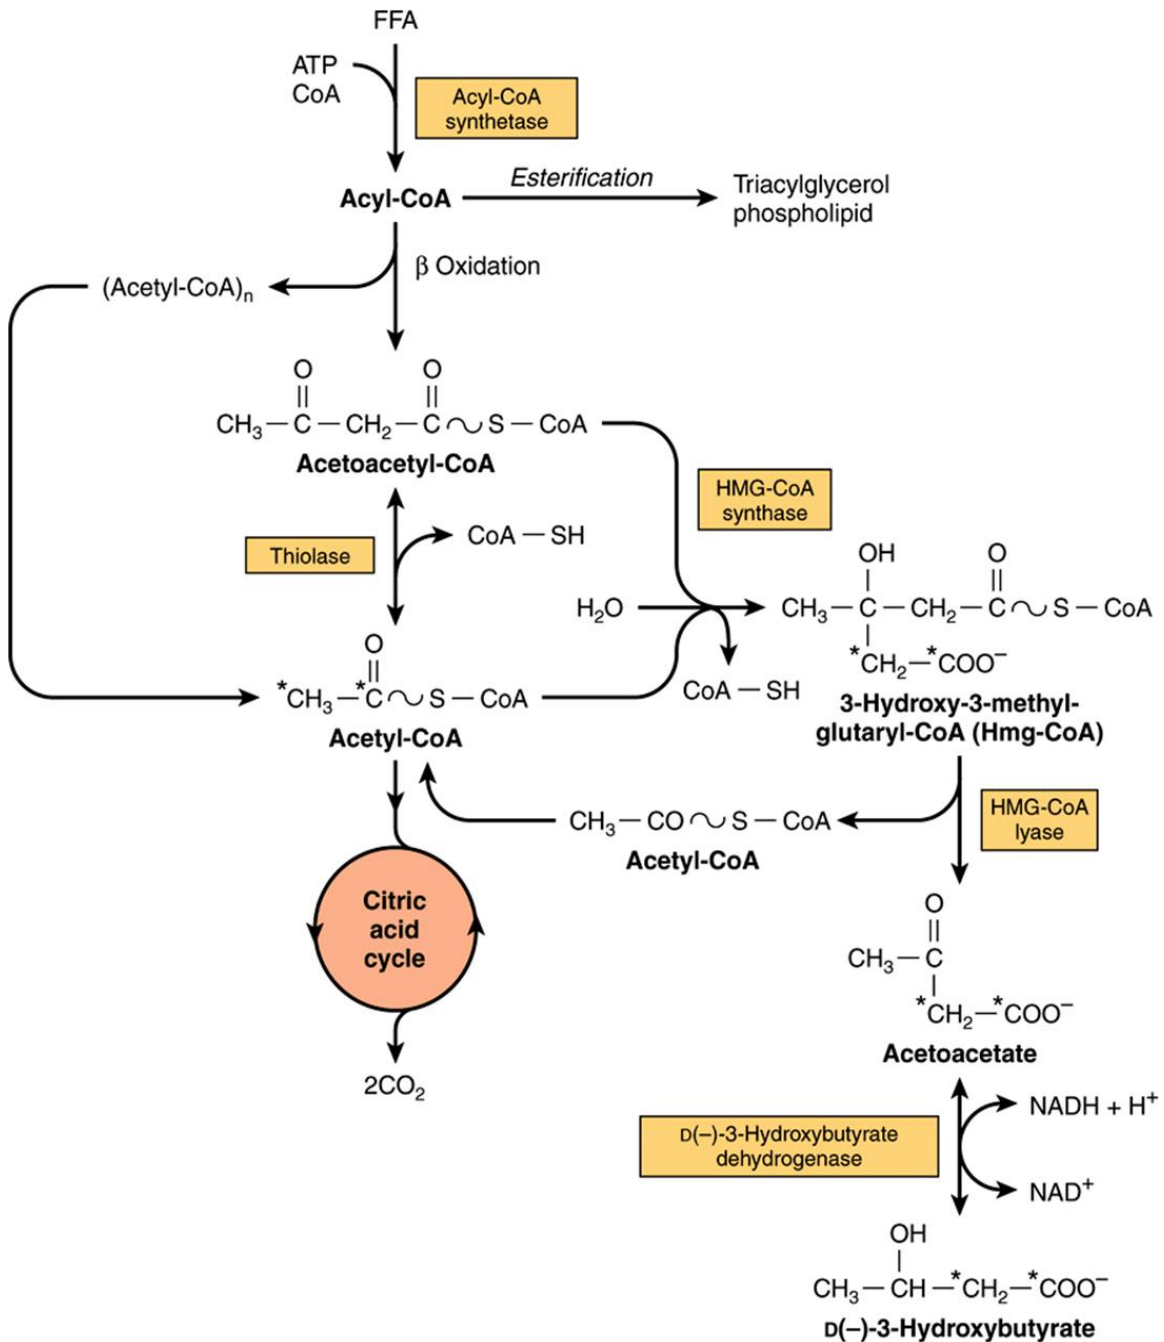 FFA
ATP
CoA
Acyl-CoA
synthetase
Acyl-CoA
Esterification
Triacylglycerol
phospholipid
β Oxidation
(Acetyl-CoA)n
O O
CH3 — C — CH2 — C ~ S — CoA
Acetoacetyl-CoA
HMG-CoA
synthase
Thiolase
CoA — SH
H2O
OH O
CH3 — C — CH2 — C ~ S — CoA
*CH2 — *COO−
3-Hydroxy-3-methyl-
glutaryl-CoA (Hmg-CoA)
CoA — SH
O
*CH3 — *C ~ S — CoA
Acetyl-CoA
HMG-CoA
lyase
CH3 — CO ~ S — CoA
Acetyl-CoA
Citric
acid
cycle
2CO2
O
CH3 — C
*CH2 — *COO−
Acetoacetate
D(−)-3-Hydroxybutyrate
dehydrogenase
NADH + H+
NAD+
OH
CH3 — CH — *CH2 — *COO−
D(−)-3-Hydroxybutyrate